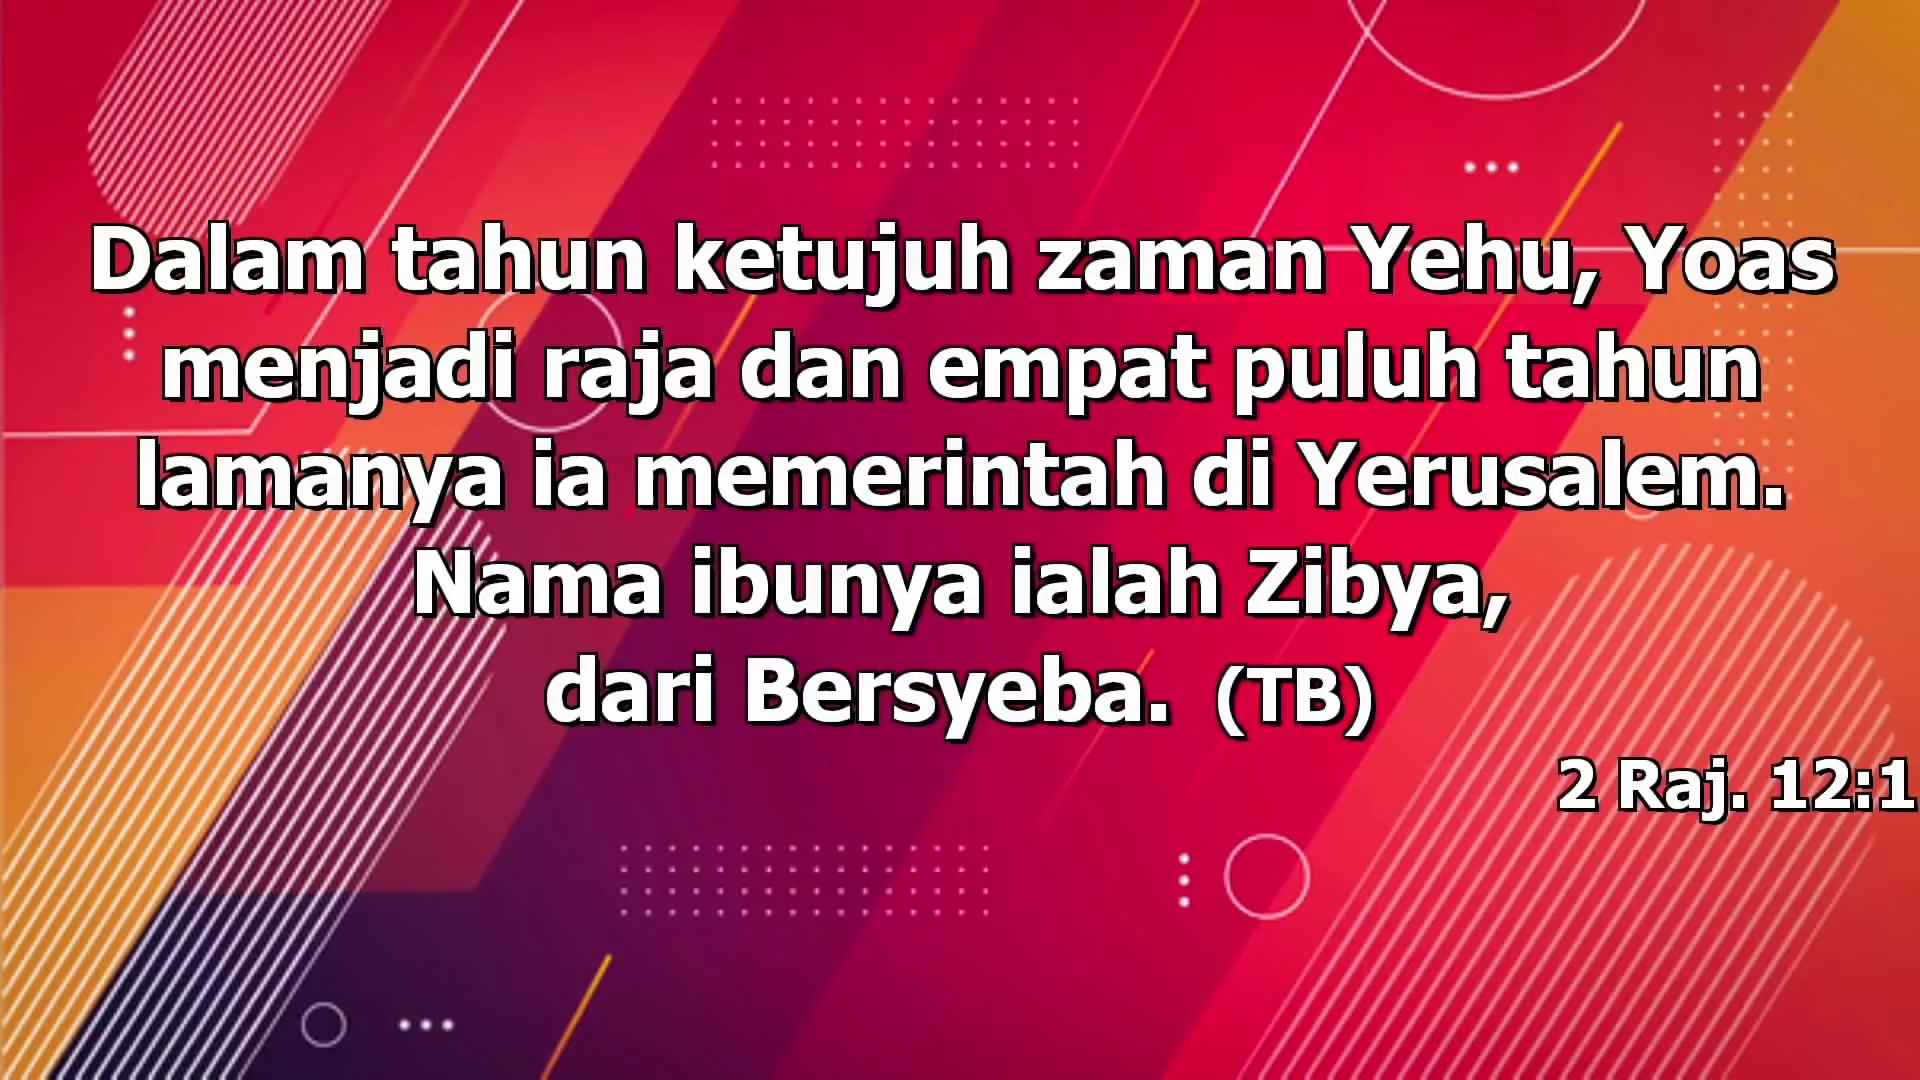 Dalam tahun ketujuh zaman Yehu, Yoas
menjadi raja dan empat puluh tahun
lamanya ia memerintah di Yerusalem.
Nama ibunya ialah Zibya,
dari Bersyeba. (TB)
2 Raj. 12:1